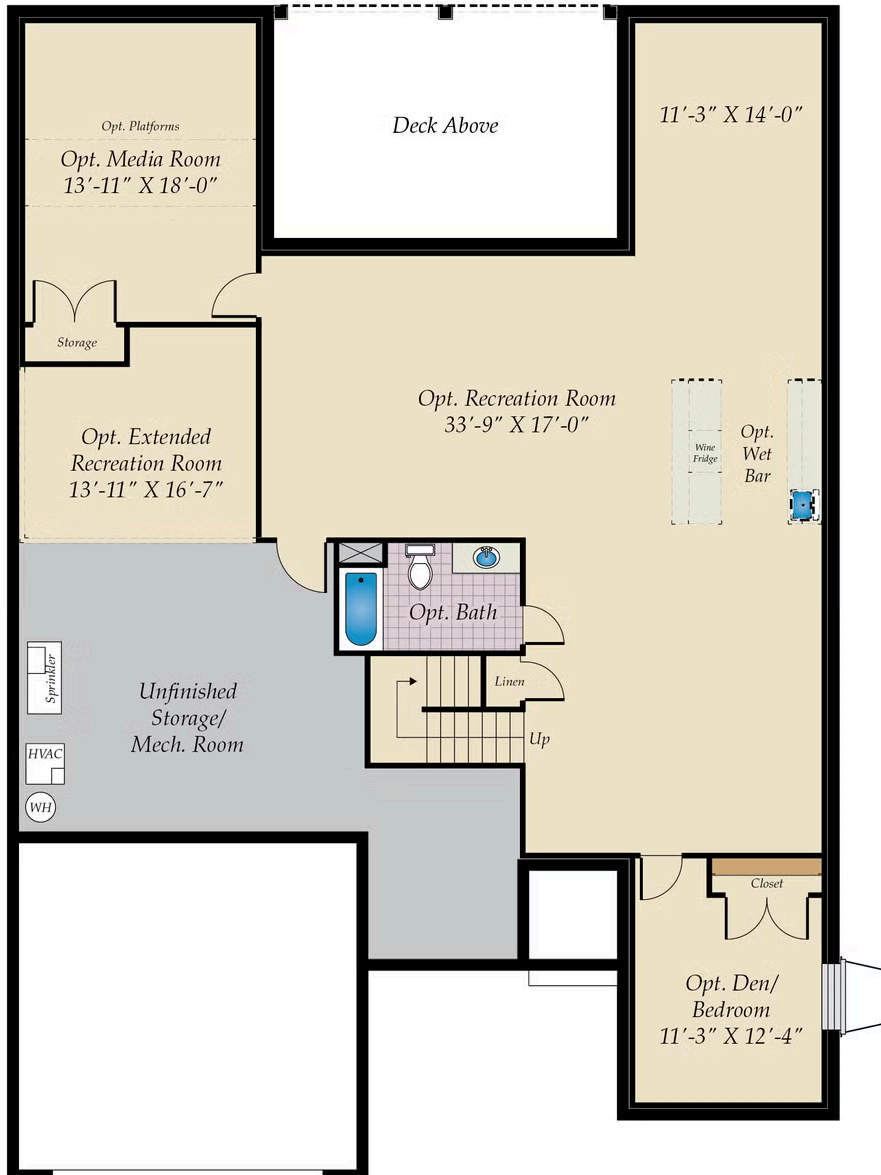 Opt. Platforms
Opt. Media Room
13'-11" X 18'-0"
Deck Above
11'-3" X 14'-0"
Storage
Opt. Extended
Recreation Room
13'-11" X 16'-7"
Opt. Recreation Room
33'-9" X 17'-0"
Wine
Fridge
Opt.
Wet
Bar
Opt. Bath
Linen
Up
Sprinkler
HVAC
WH
Unfinished
Storage/
Mech. Room
Closet
Opt. Den/
Bedroom
11'-3" X 12'-4"